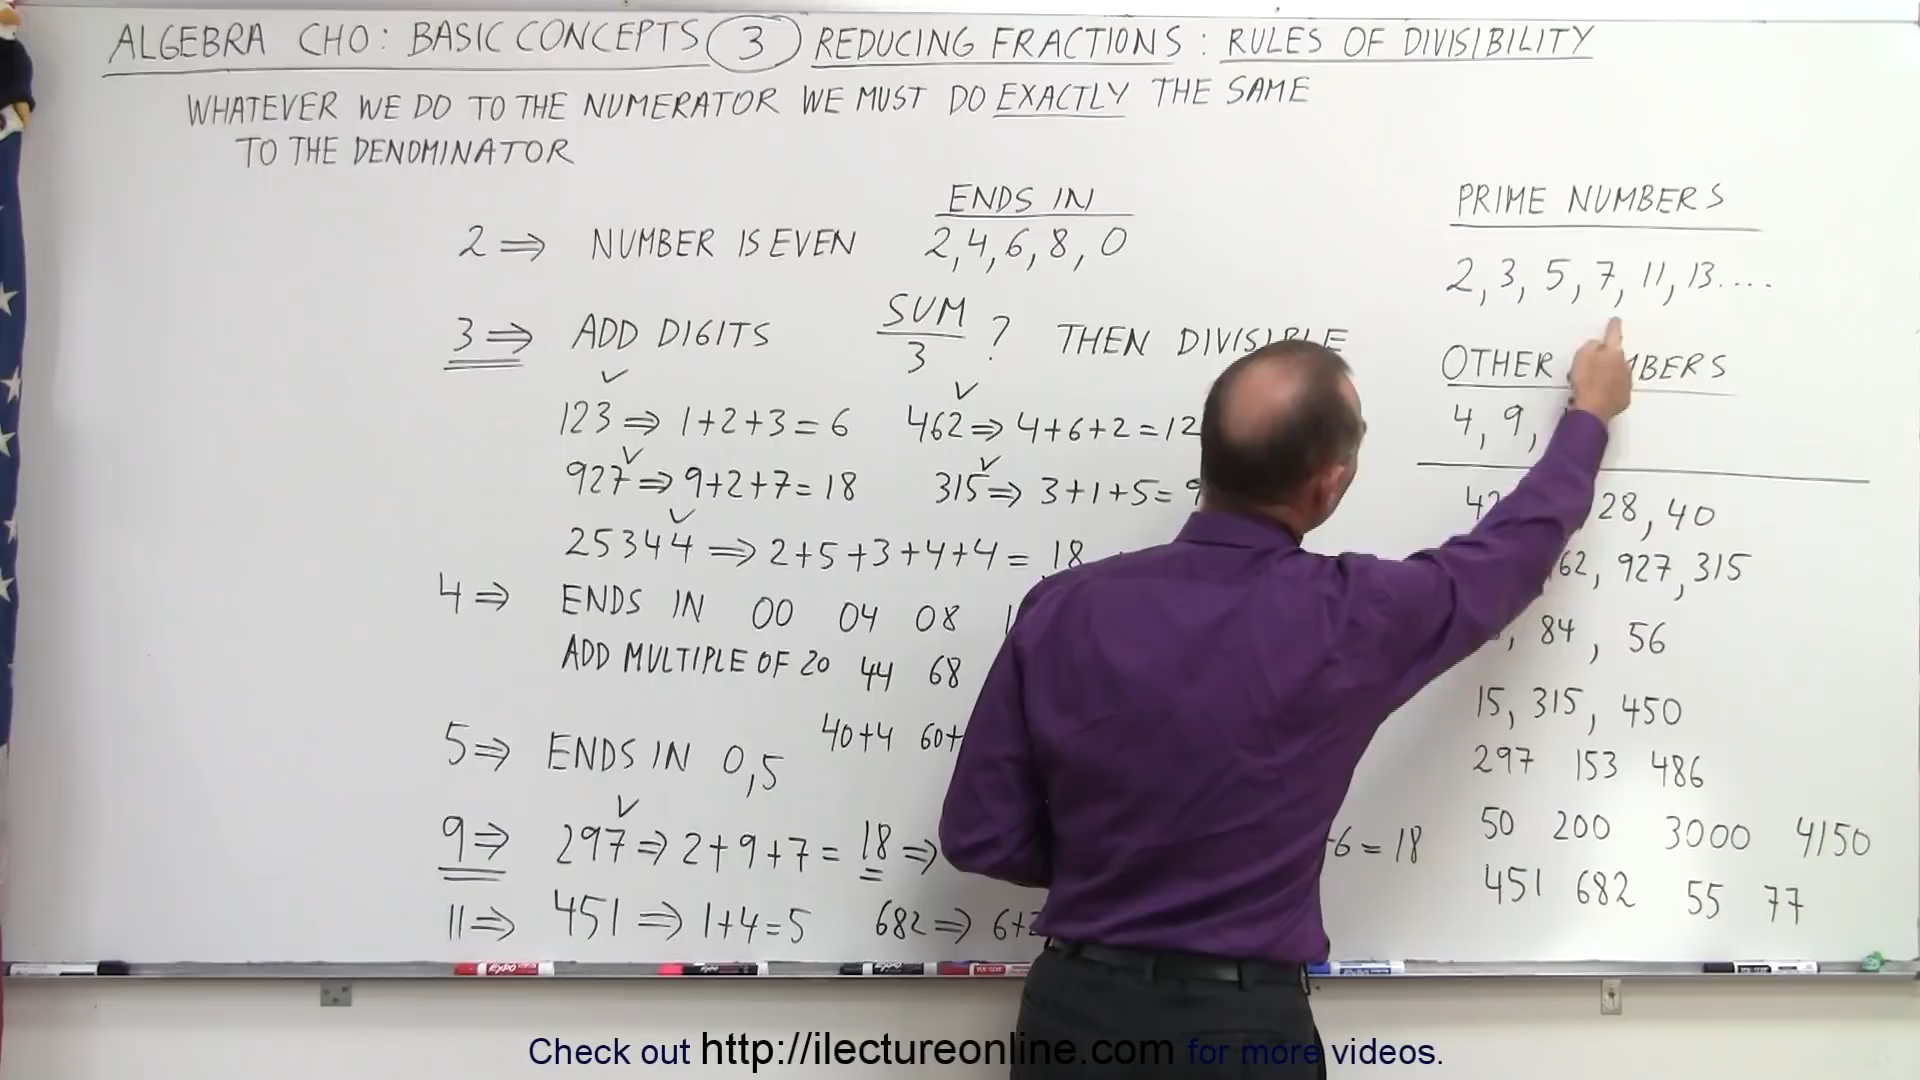 ALGEBRA CHO: BASIC CONCEPTS 3 REDUCING FRACTIONS: RULES OF DIVISIBILITY
WHATEVER WE DO TO THE NUMERATOR WE MUST DO EXACTLY THE SAME
TO THE DENOMINATOR
ENDS IN
2 ⇒ NUMBER IS EVEN 2, 4, 6, 8, 0
3 ⇒ ADD DIGITS SUM/3 ? THEN DIVISIBLE
✓ ✓
123 ⇒ 1+2+3=6 462 ⇒ 4+6+2=12
✓ ✓
927 ⇒ 9+2+7=18 315 ⇒ 3+1+5=9
✓
25344 ⇒ 2+5+3+4+4= 18
4 ⇒ ENDS IN 00 04 08
ADD MULTIPLE OF 20 44 68
40+4 60+
5 ⇒ ENDS IN 0,5
✓
9 ⇒ 297 ⇒ 2+9+7= 18 ⇒ +6=18
11 ⇒ 451 ⇒ 1+4=5 682 ⇒ 6+2
PRIME NUMBERS
2, 3, 5, 7, 11, 13....
OTHER NUMBERS
4, 9,
28, 40
927, 315
84, 56
15, 315, 450
297 153 486
50 200 3000 4150
451 682 55 77
Check out http://ilectureonline.com for more videos.